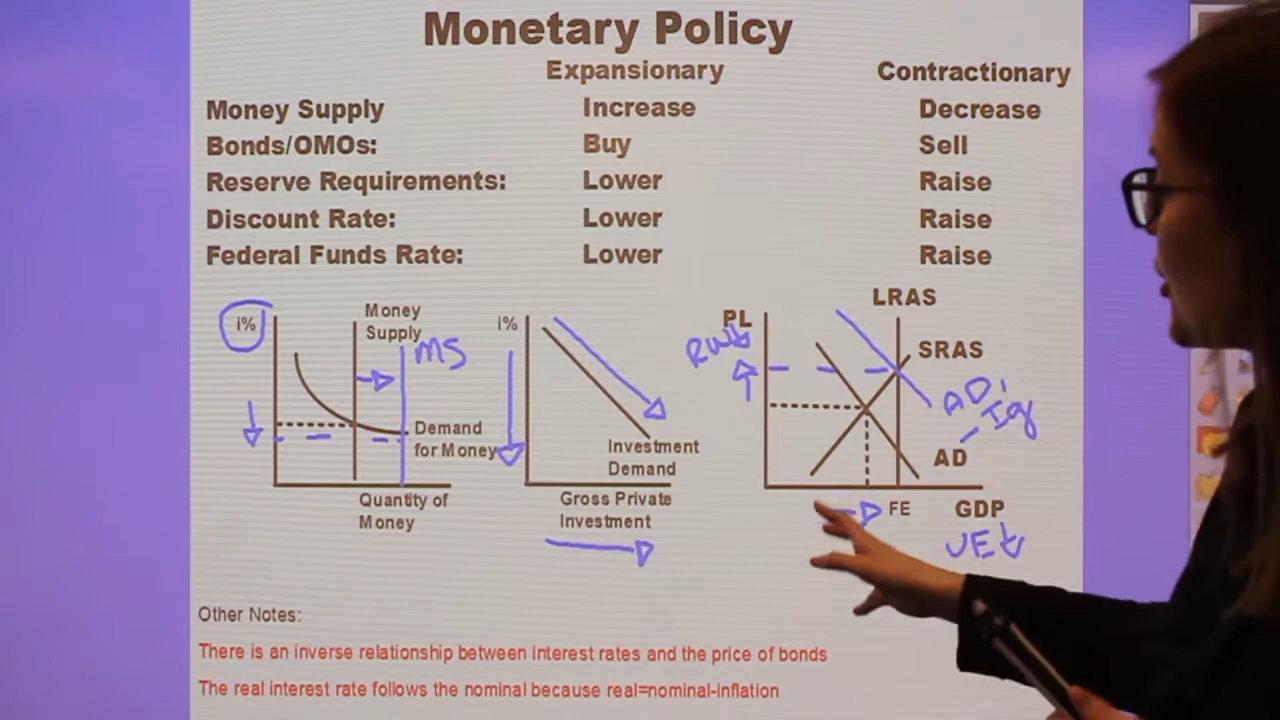 Monetary Policy
Expansionary Contractionary
Money Supply Increase Decrease
Bonds/OMOs: Buy Sell
Reserve Requirements: Lower Raise
Discount Rate: Lower Raise
Federal Funds Rate: Lower Raise
i%
Money
Supply
MS
Demand
for Money
Quantity of
Money
i%
Investment
Demand
Gross Private
Investment
PL
LRAS
SRAS
AD'
Ig
AD
FE
GDP
UE
Other Notes:
There is an inverse relationship between interest rates and the price of bonds
The real interest rate follows the nominal because real=nominal-inflation